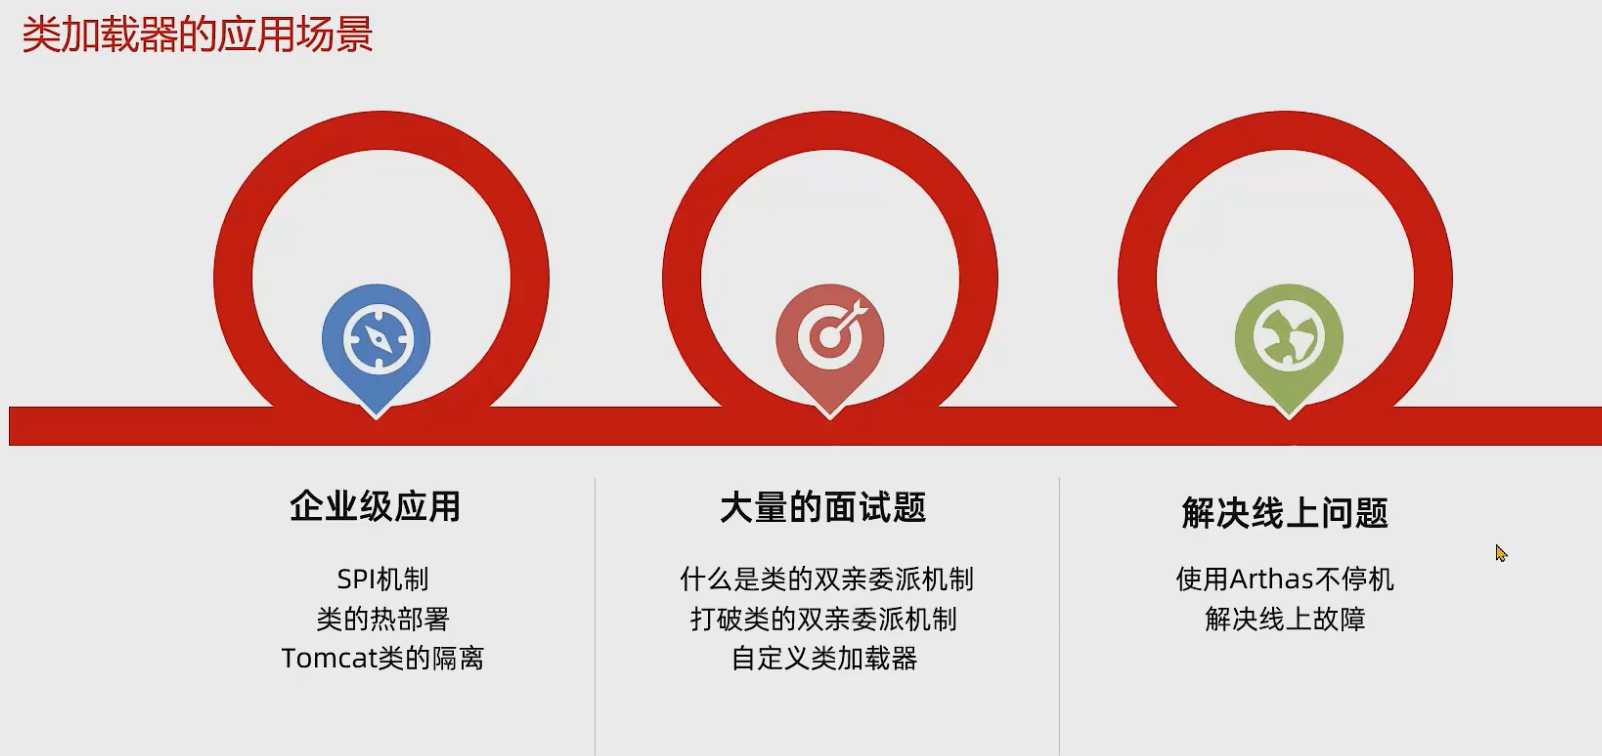 类加载器的应用场景
企业级应用
SPI机制
类的热部署
Tomcat类的隔离
大量的面试题
什么是类的双亲委派机制
打破类的双亲委派机制
自定义类加载器
解决线上问题
使用Arthas不停机
解决线上故障